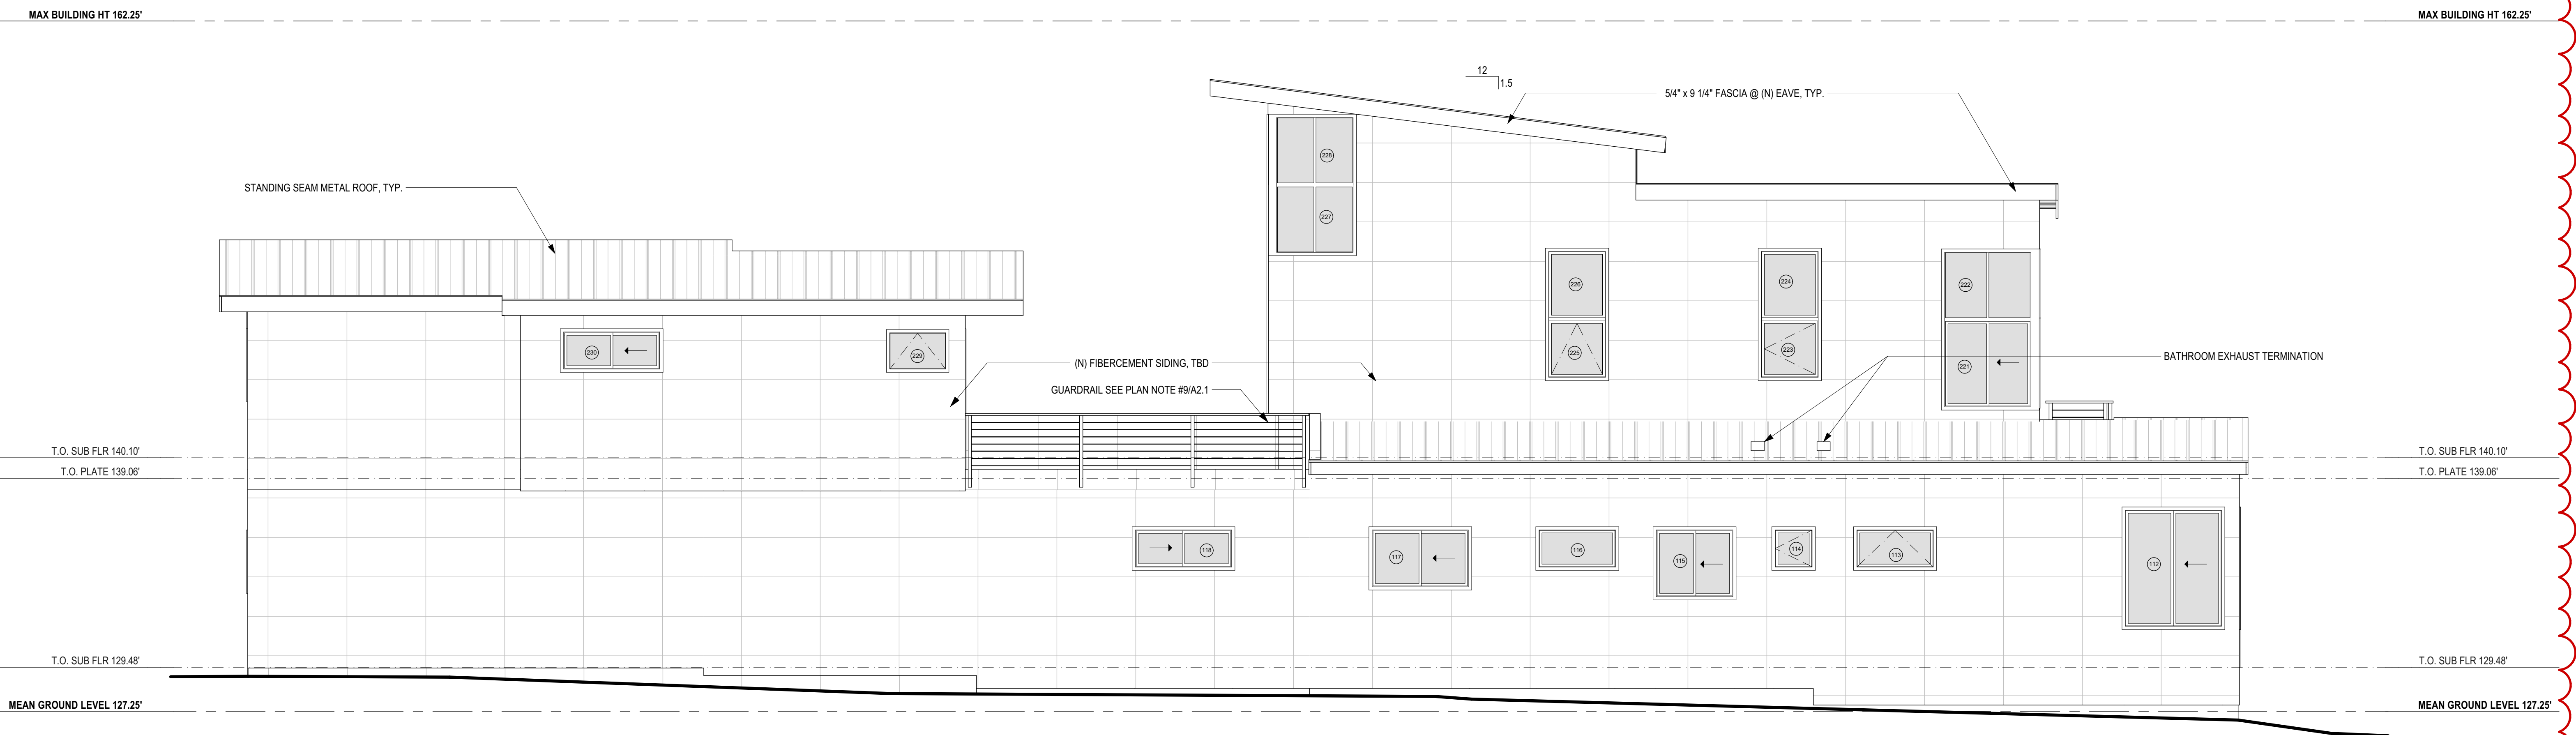 MAX BUILDING HT 162.25'
MAX BUILDING HT 162.25'
12
1.5
5/4" x 9 1/4" FASCIA @ (N) EAVE, TYP.
228
STANDING SEAM METAL ROOF, TYP.
227
226
224
222
230
229
225
223
221
(N) FIBERCEMENT SIDING, TBD
BATHROOM EXHAUST TERMINATION
GUARDRAIL SEE PLAN NOTE #9/A2.1
T.O. SUB FLR 140.10'
T.O. SUB FLR 140.10'
T.O. PLATE 139.06'
T.O. PLATE 139.06'
118
117
116
115
114
113
112
T.O. SUB FLR 129.48'
T.O. SUB FLR 129.48'
MEAN GROUND LEVEL 127.25'
MEAN GROUND LEVEL 127.25'